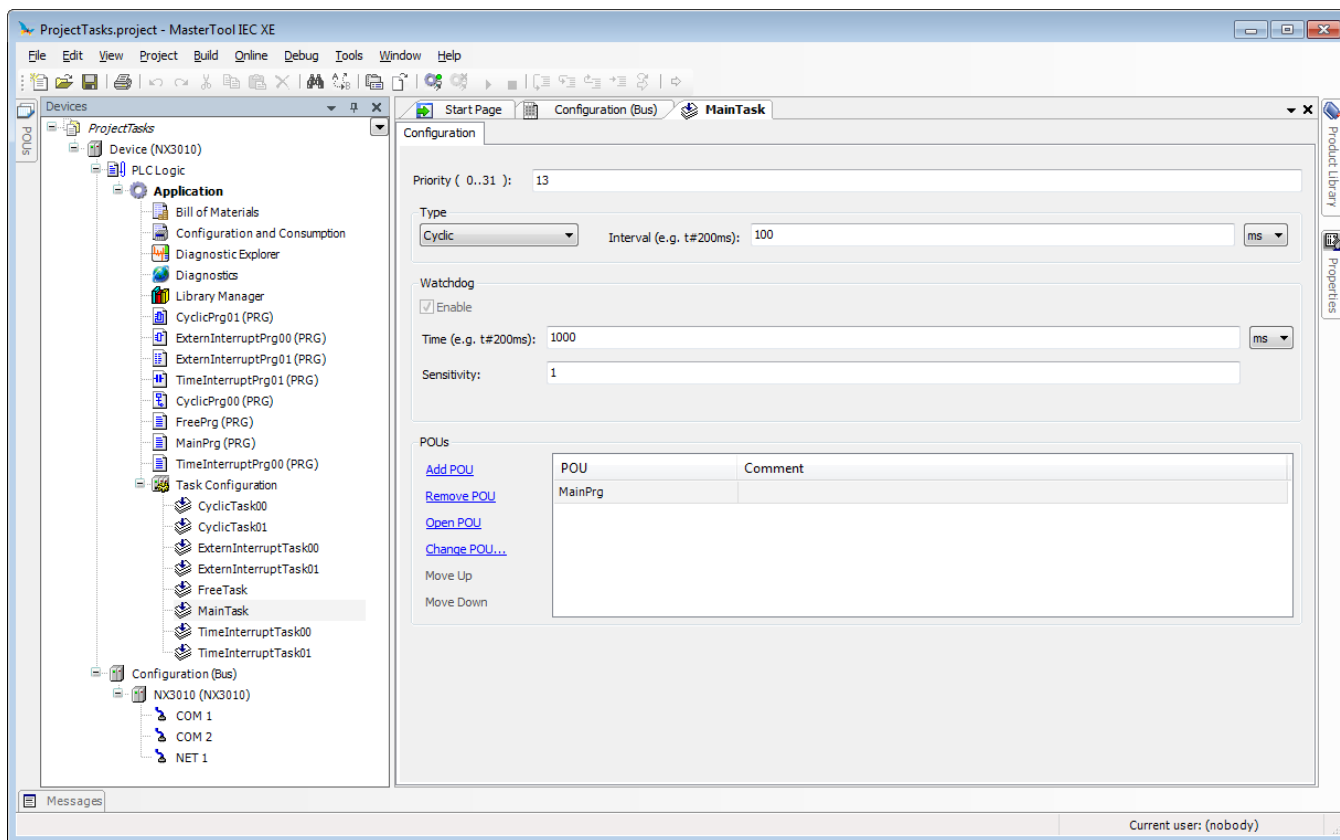 ProjectTasks.project - MasterTool IEC XE
File Edit View Project Build Online Debug Tools Window Help
Devices
POUs
ProjectTasks
Device (NX3010)
PLC Logic
Application
Bill of Materials
Configuration and Consumption
Diagnostic Explorer
Diagnostics
Library Manager
CyclicPrg01 (PRG)
ExternInterruptPrg00 (PRG)
ExternInterruptPrg01 (PRG)
TimeInterruptPrg01 (PRG)
CyclicPrg00 (PRG)
FreePrg (PRG)
MainPrg (PRG)
TimeInterruptPrg00 (PRG)
Task Configuration
CyclicTask00
CyclicTask01
ExternInterruptTask00
ExternInterruptTask01
FreeTask
MainTask
TimeInterruptTask00
TimeInterruptTask01
Configuration (Bus)
NX3010 (NX3010)
COM 1
COM 2
NET 1
Start Page Configuration (Bus) MainTask
Configuration
Priority ( 0..31 ): 13
Type
Cyclic Interval (e.g. t#200ms): 100 ms
Watchdog
Enable
Time (e.g. t#200ms): 1000 ms
Sensitivity: 1
POUs
Add POU
Remove POU
Open POU
Change POU...
Move Up
Move Down
POU Comment
MainPrg
Product Library
Properties
Messages
Current user: (nobody)